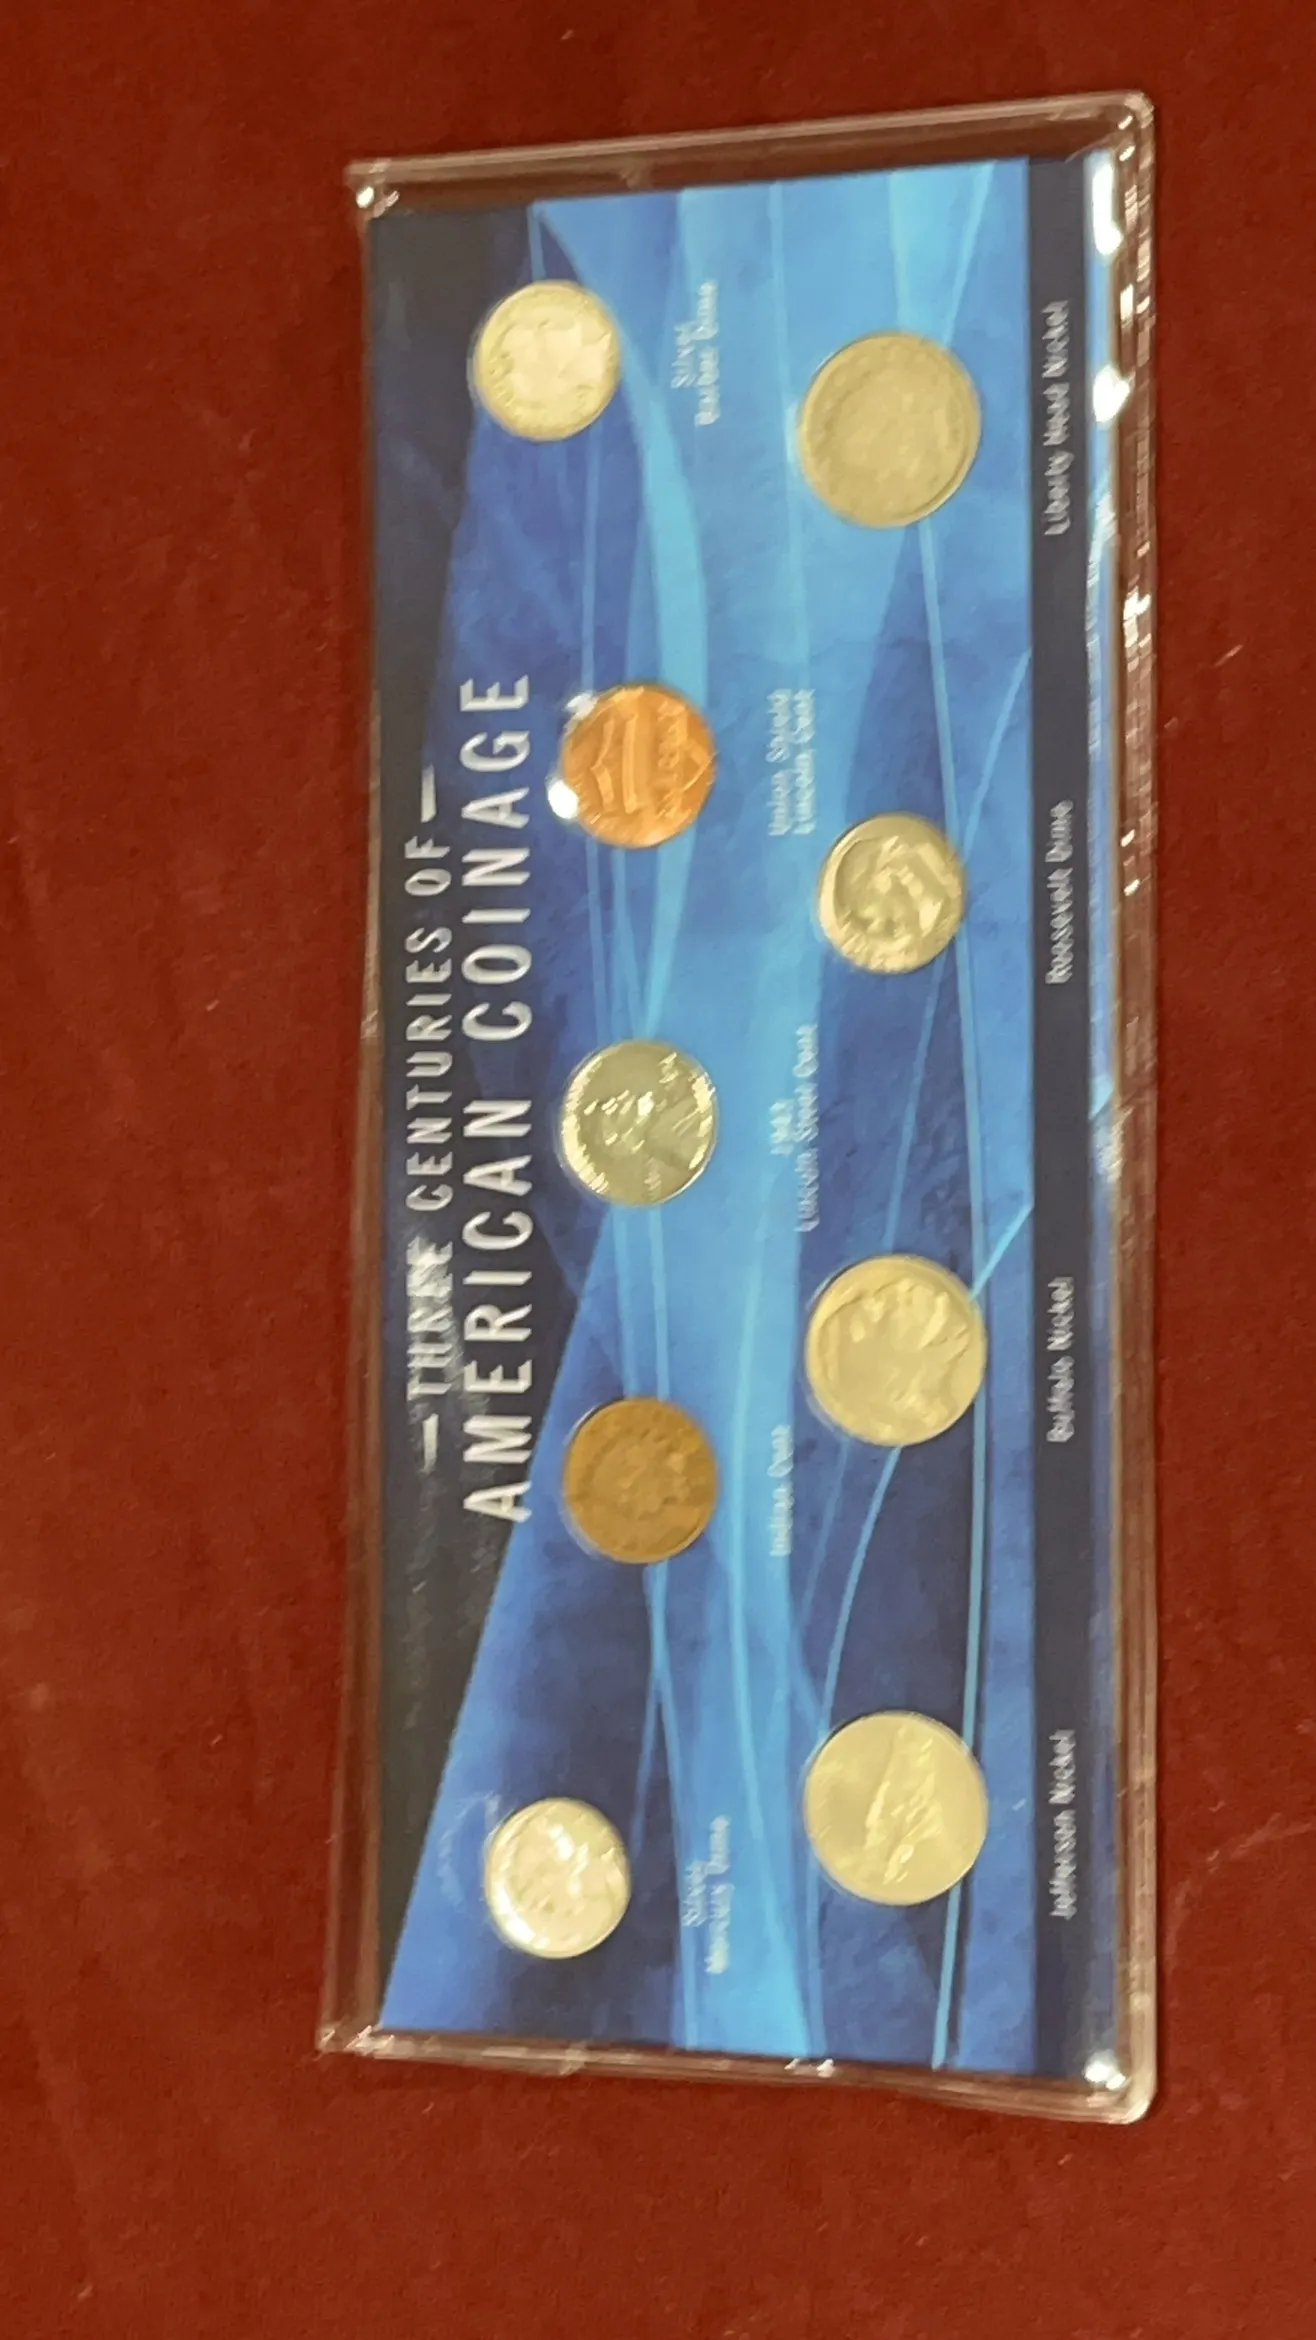 — THREE CENTURIES OF —
AMERICAN COINAGE
Silver
Mercury Dime
Indian Cent
1943
Lincoln Steel Cent
Union Shield
Lincoln Cent
Silver
Barber Dime
Jefferson Nickel
Buffalo Nickel
Roosevelt Dime
Liberty Head Nickel